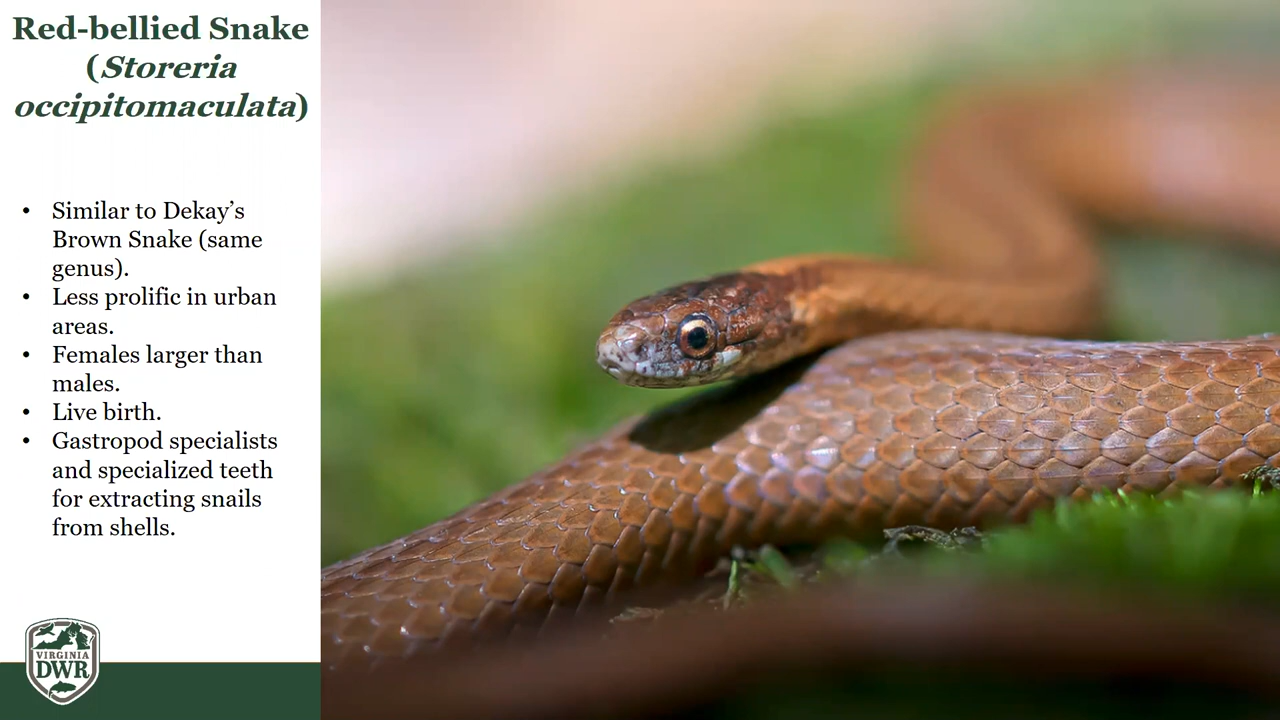 Red-bellied Snake
(Storeria
occipitomaculata)
• Similar to Dekay’s
Brown Snake (same
genus).
• Less prolific in urban
areas.
• Females larger than
males.
• Live birth.
• Gastropod specialists
and specialized teeth
for extracting snails
from shells.
VIRGINIA
DWR